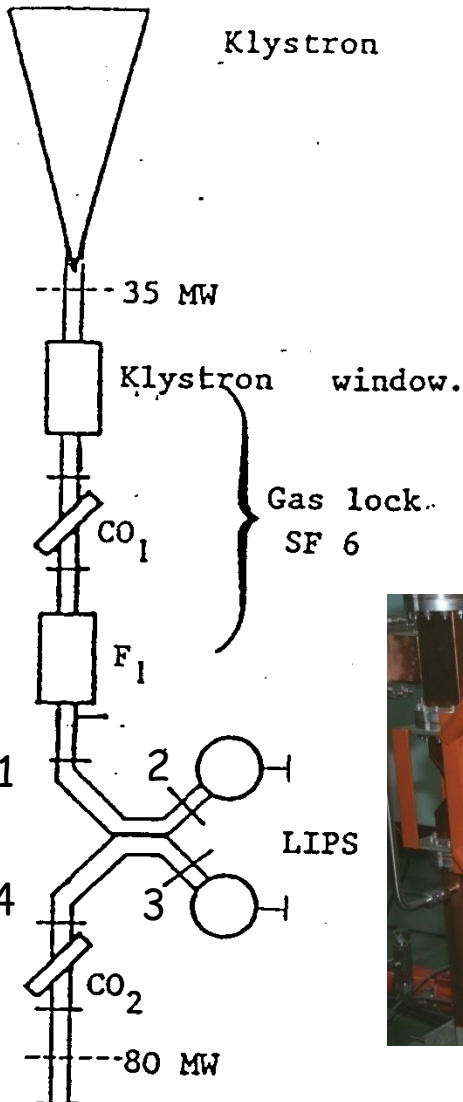 Klystron
35 MW
Klystron window.
Gas lock
SF 6
CO1
F1
1
2
LIPS
4
3
CO2
80 MW